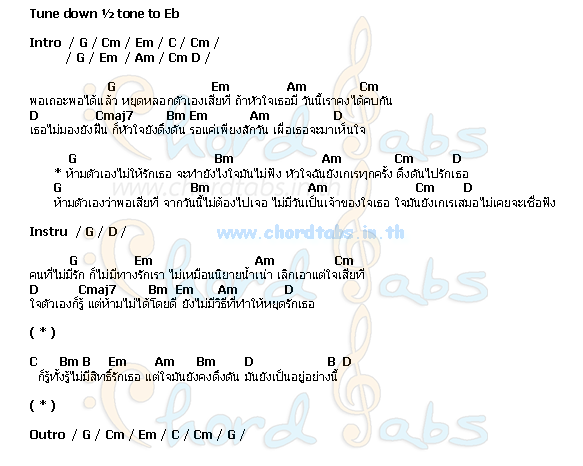 Tune down ½ tone to Eb
Intro / G / Cm / Em / C / Cm /
/ G / Em / Am / Cm D /
G Em Am Cm
พอเถอะพอได้แล้ว หยุดหลอกตัวเองเสียที ถ้าหัวใจเธอมี วันนี้เราคงได้คบกัน
D Cmaj7 Bm Em Am D
เธอไม่มองยังฝืน ก็หัวใจยังดึงดัน รอแค่เพียงสักวัน เผื่อเธอจะมาเห็นใจ
G Bm Am Cm D
* ห้ามตัวเองไม่ให้รักเธอ จะทำยังไงใจมันไม่ฟัง หัวใจฉันยังเกเรทุกครั้ง ดึงดันไปรักเธอ
G Bm Am Cm D
ห้ามตัวเองว่าพอเสียที จากวันนี้ไม่ต้องไปเจอ ไม่มีวันเป็นเจ้าของใจเธอ ใจมันยังเกเรเสมอไม่เคยจะเชื่อฟัง
Instru / G / D /
www.chordtabs.in.th
G Em Am Cm
คนที่ไม่มีรัก ก็ไม่มีทางรักเรา ไม่เหมือนนิยายน้ำเน่า เลิกเอาแต่ใจเสียที
D Cmaj7 Bm Em Am D
ใจตัวเองก็รู้ แต่ห้ามไม่ได้โดยดี ยังไม่มีวิธีที่ทำให้หยุดรักเธอ
( * )
C Bm B Em Am Bm D B D
ก็รู้ทั้งรู้ไม่มีสิทธิ์รักเธอ แต่ใจมันยังคงดึงดัน มันยังเป็นอยู่อย่างนี้
( * )
Outro / G / Cm / Em / C / Cm / G /